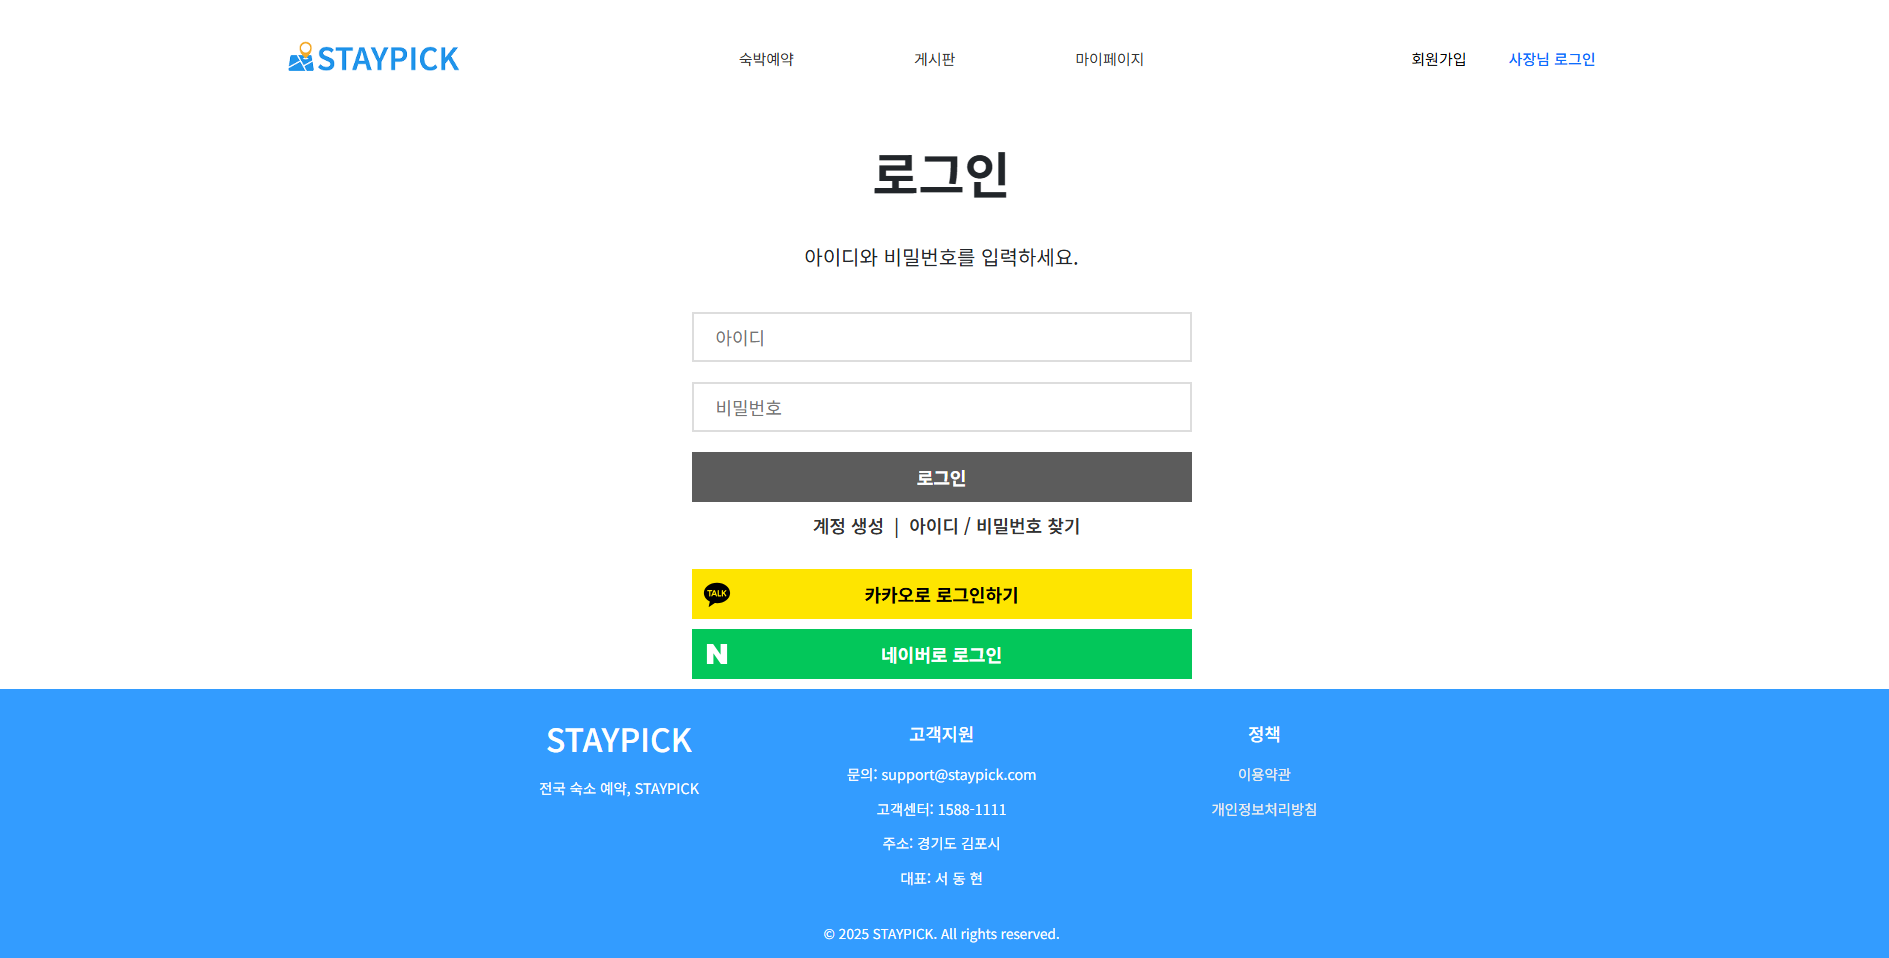 STAYPICK
숙박예약 게시판 마이페이지 회원가입 사장님 로그인
로그인
아이디와 비밀번호를 입력하세요.
아이디
비밀번호
로그인
계정 생성 | 아이디 / 비밀번호 찾기
TALK 카카오로 로그인하기
N 네이버로 로그인
STAYPICK
전국 숙소 예약, STAYPICK
고객지원
문의: support@staypick.com
고객센터: 1588-1111
주소: 경기도 김포시
대표: 서 동 현
정책
이용약관
개인정보처리방침
© 2025 STAYPICK. All rights reserved.